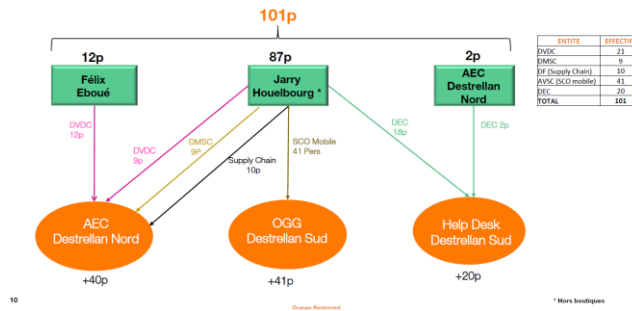 101p
12p
87p
2p
Félix
Eboué
Jarry
Houelbourg *
AEC
Destrellan
Nord
ENTITE EFFECTIF
DVDC 21
DMSC 9
DF (Supply Chain) 10
AVSC (SCO mobile) 41
DEC 20
TOTAL 101
DVDC
12p
DVDC
9p
DMSC
9P
Supply Chain
10p
SCO Mobile
41 Pers
DEC
18p
DEC 2p
AEC
Destrellan Nord
OGG
Destrellan Sud
Help Desk
Destrellan Sud
+40p
+41p
+20p
10
Orange Restricted
* Hors boutiques